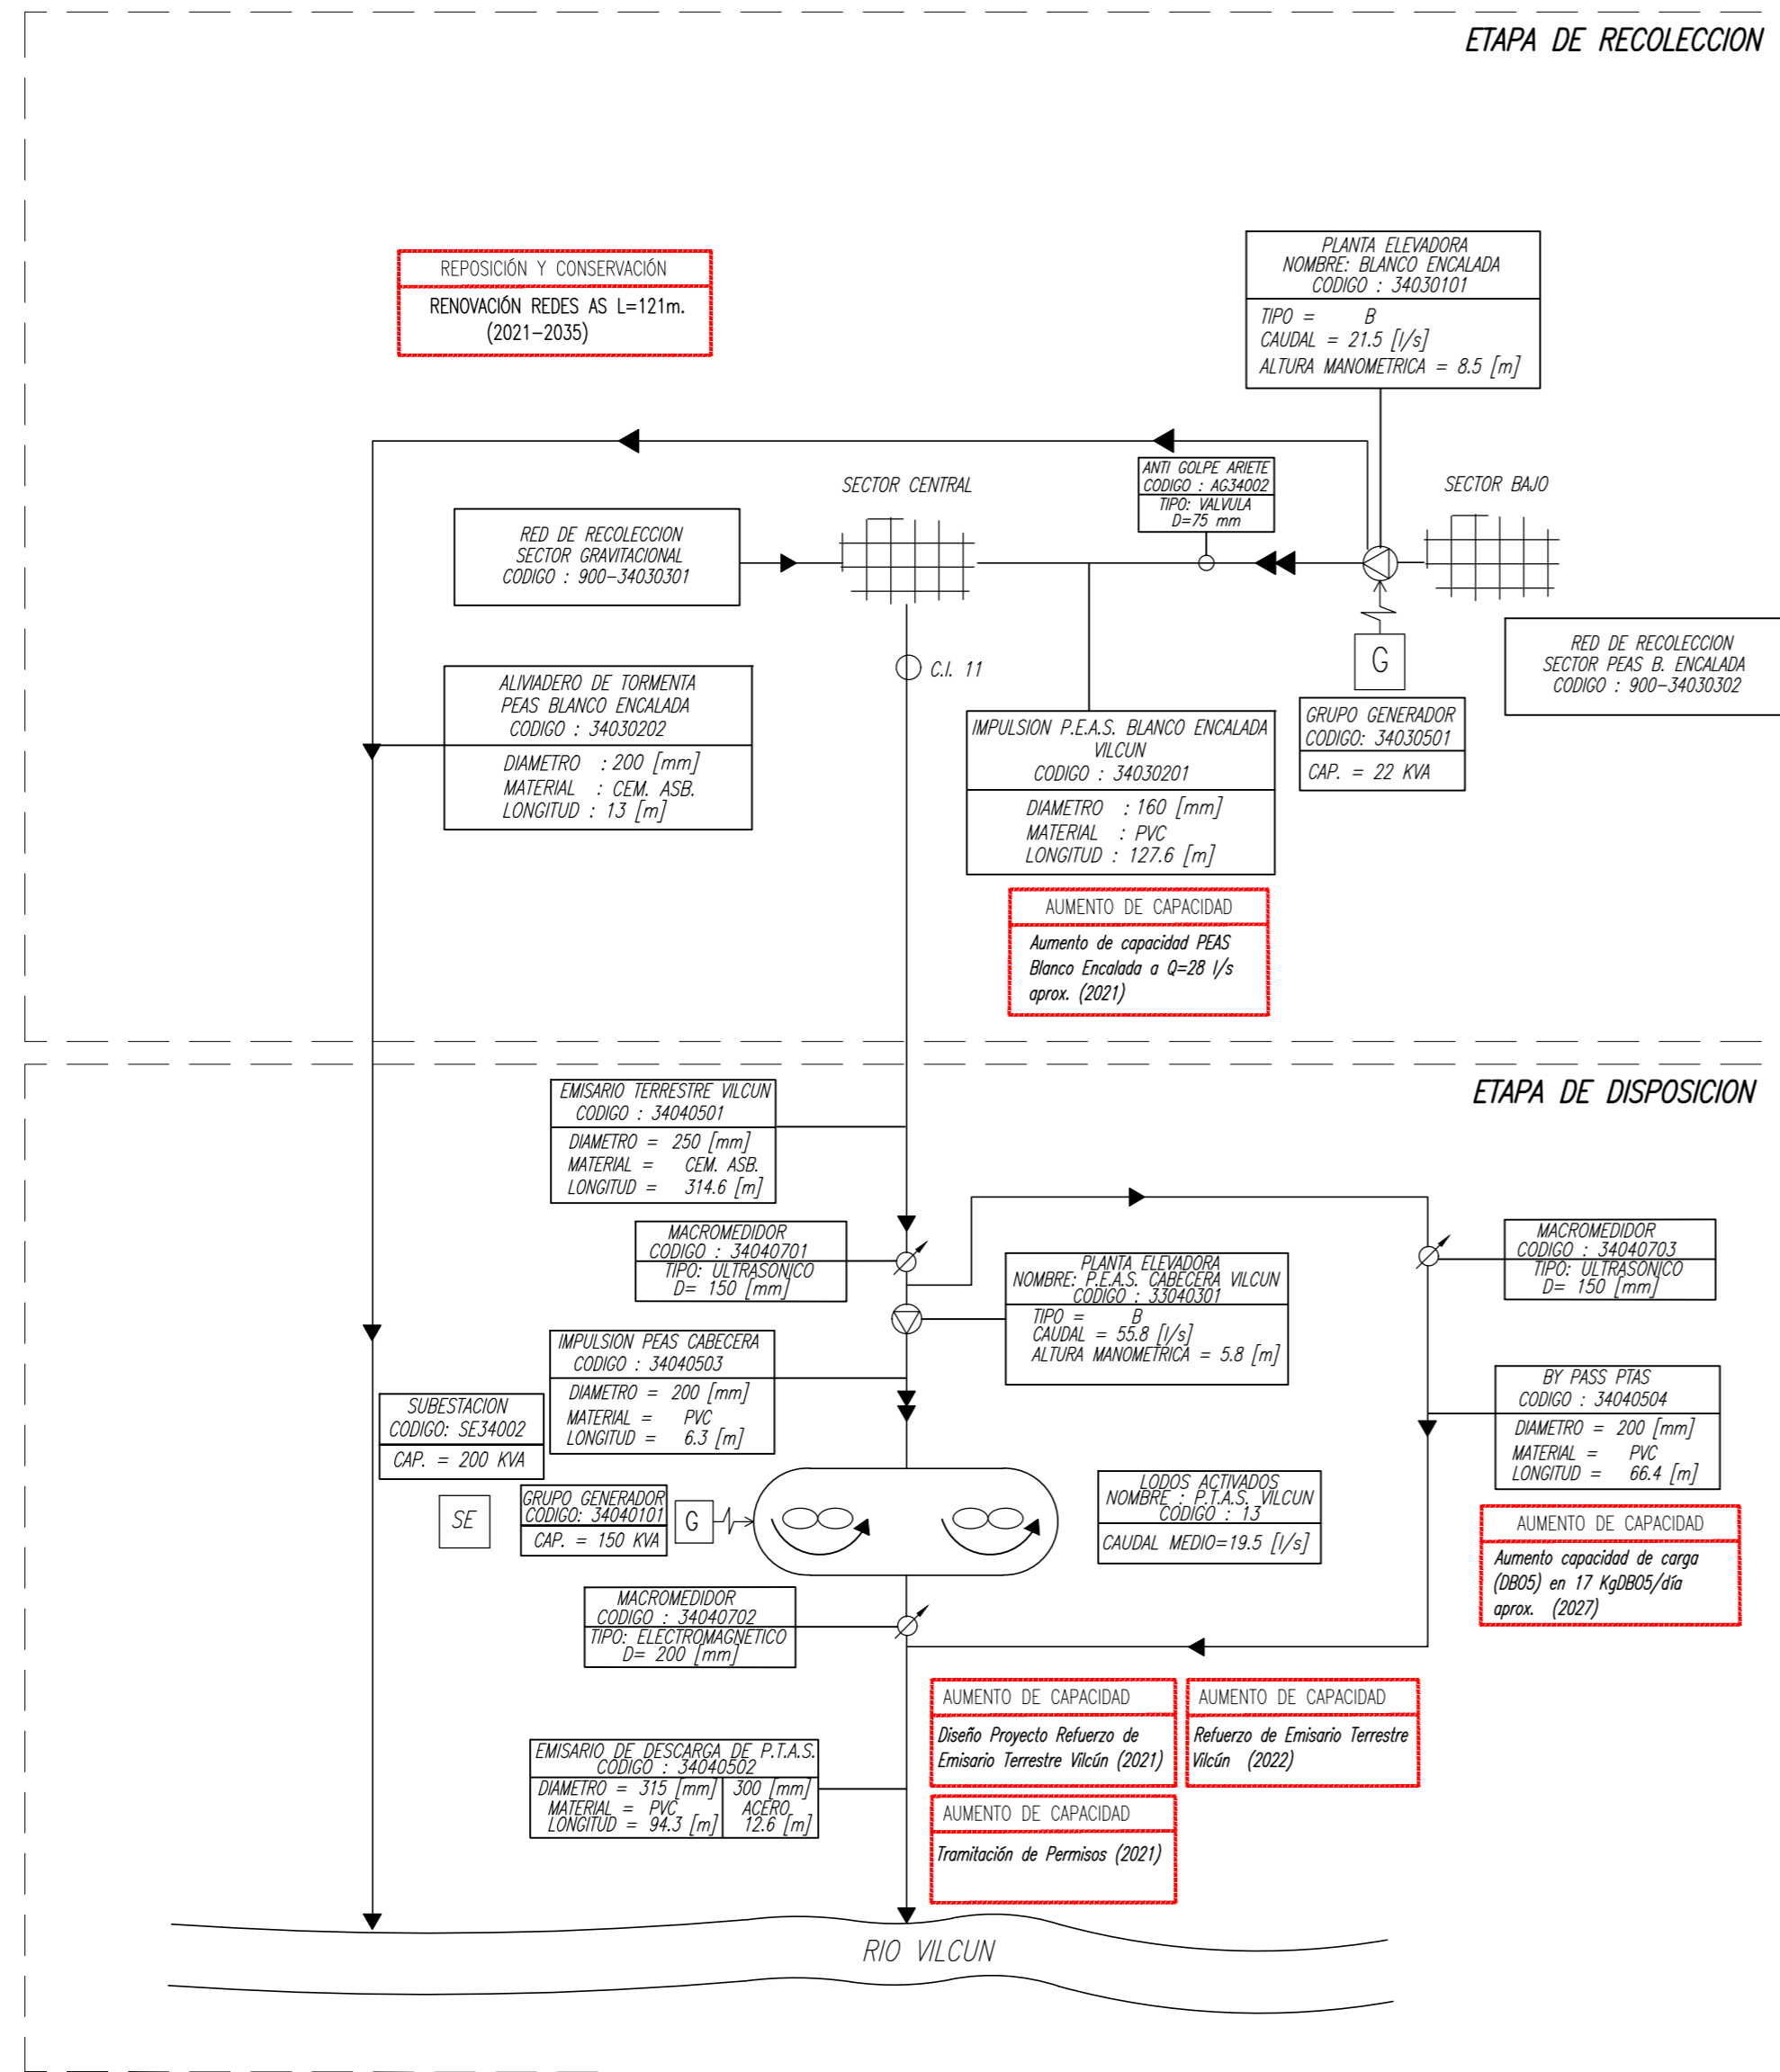 ETAPA DE RECOLECCION
REPOSICIÓN Y CONSERVACIÓN
RENOVACIÓN REDES AS L=121m.
(2021-2035)
PLANTA ELEVADORA
NOMBRE: BLANCO ENCALADA
CODIGO : 34030101
TIPO = B
CAUDAL = 21.5 [l/s]
ALTURA MANOMETRICA = 8.5 [m]
ANTI GOLPE ARIETE
CODIGO : AG34002
TIPO: VALVULA
D=75 mm
SECTOR CENTRAL
SECTOR BAJO
RED DE RECOLECCION
SECTOR GRAVITACIONAL
CODIGO : 900-34030301
RED DE RECOLECCION
SECTOR PEAS B. ENCALADA
CODIGO : 900-34030302
G
C.I. 11
ALIVIADERO DE TORMENTA
PEAS BLANCO ENCALADA
CODIGO : 34030202
DIAMETRO : 200 [mm]
MATERIAL : CEM. ASB.
LONGITUD : 13 [m]
IMPULSION P.E.A.S. BLANCO ENCALADA
VILCUN
CODIGO : 34030201
DIAMETRO : 160 [mm]
MATERIAL : PVC
LONGITUD : 127.6 [m]
GRUPO GENERADOR
CODIGO: 34030501
CAP. = 22 KVA
AUMENTO DE CAPACIDAD
Aumento de capacidad PEAS
Blanco Encalada a Q=28 l/s
aprox. (2021)
ETAPA DE DISPOSICION
EMISARIO TERRESTRE VILCUN
CODIGO : 34040501
DIAMETRO = 250 [mm]
MATERIAL = CEM. ASB.
LONGITUD = 314.6 [m]
MACROMEDIDOR
CODIGO : 34040701
TIPO: ULTRASONICO
D= 150 [mm]
PLANTA ELEVADORA
NOMBRE: P.E.A.S. CABECERA VILCUN
CODIGO : 33040301
TIPO = B
CAUDAL = 55.8 [l/s]
ALTURA MANOMETRICA = 5.8 [m]
MACROMEDIDOR
CODIGO : 34040703
TIPO: ULTRASONICO
D= 150 [mm]
IMPULSION PEAS CABECERA
CODIGO : 34040503
DIAMETRO = 200 [mm]
MATERIAL = PVC
LONGITUD = 6.3 [m]
BY PASS PTAS
CODIGO : 34040504
DIAMETRO = 200 [mm]
MATERIAL = PVC
LONGITUD = 66.4 [m]
SUBESTACION
CODIGO: SE34002
CAP. = 200 KVA
SE
GRUPO GENERADOR
CODIGO: 34040101
CAP. = 150 KVA
G
LODOS ACTIVADOS
NOMBRE : P.T.A.S. VILCUN
CODIGO : 13
CAUDAL MEDIO=19.5 [l/s]
AUMENTO DE CAPACIDAD
Aumento capacidad de carga
(DBO5) en 17 KgDBO5/día
aprox. (2027)
MACROMEDIDOR
CODIGO : 34040702
TIPO: ELECTROMAGNETICO
D= 200 [mm]
AUMENTO DE CAPACIDAD
Diseño Proyecto Refuerzo de
Emisario Terrestre Vilcún (2021)
AUMENTO DE CAPACIDAD
Refuerzo de Emisario Terrestre
Vilcún (2022)
EMISARIO DE DESCARGA DE P.T.A.S.
CODIGO : 34040502
DIAMETRO = 315 [mm] 300 [mm]
MATERIAL = PVC ACERO
LONGITUD = 94.3 [m] 12.6 [m]
AUMENTO DE CAPACIDAD
Tramitación de Permisos (2021)
RIO VILCUN